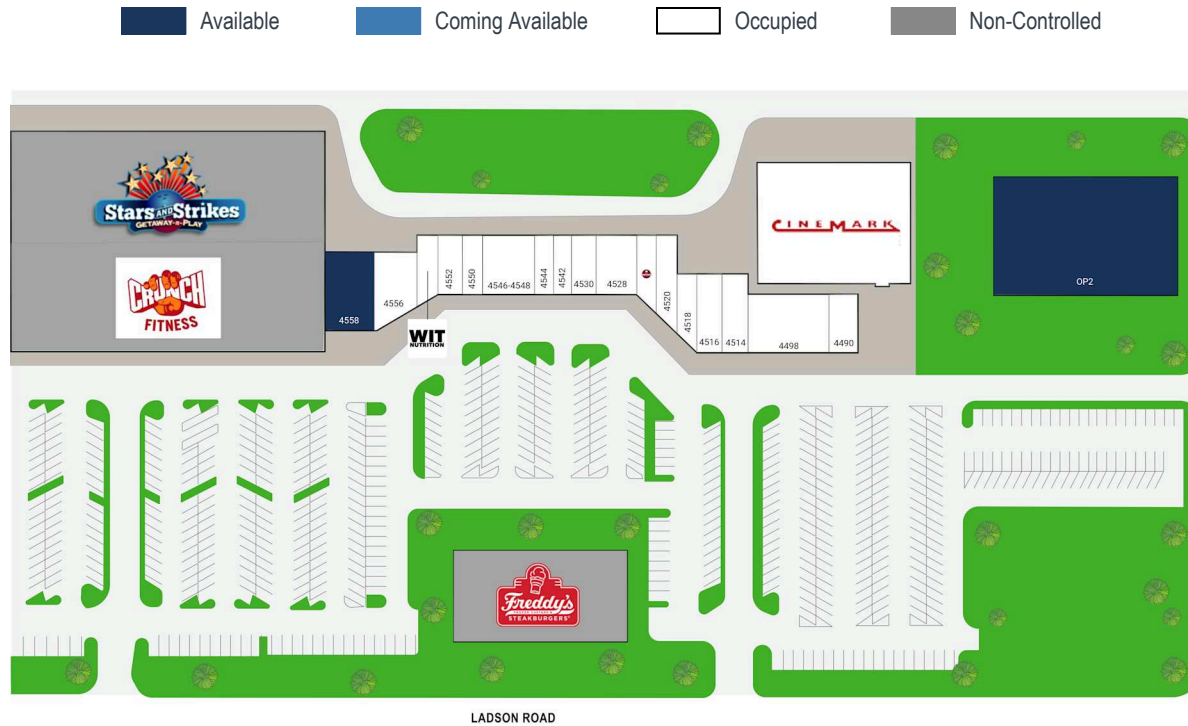 Available
Coming Available
Occupied
Non-Controlled
Stars AND Strikes
GETAWAY-N-PLAY
CINEMARK
CRUNCH
FITNESS
OP2
4558
4556
4552
4550
4546-4548
4544
4542
4530
4528
4520
4518
4516
4514
4498
4490
WIT
NUTRITION
Freddy's
STEAKBURGERS
LADSON ROAD